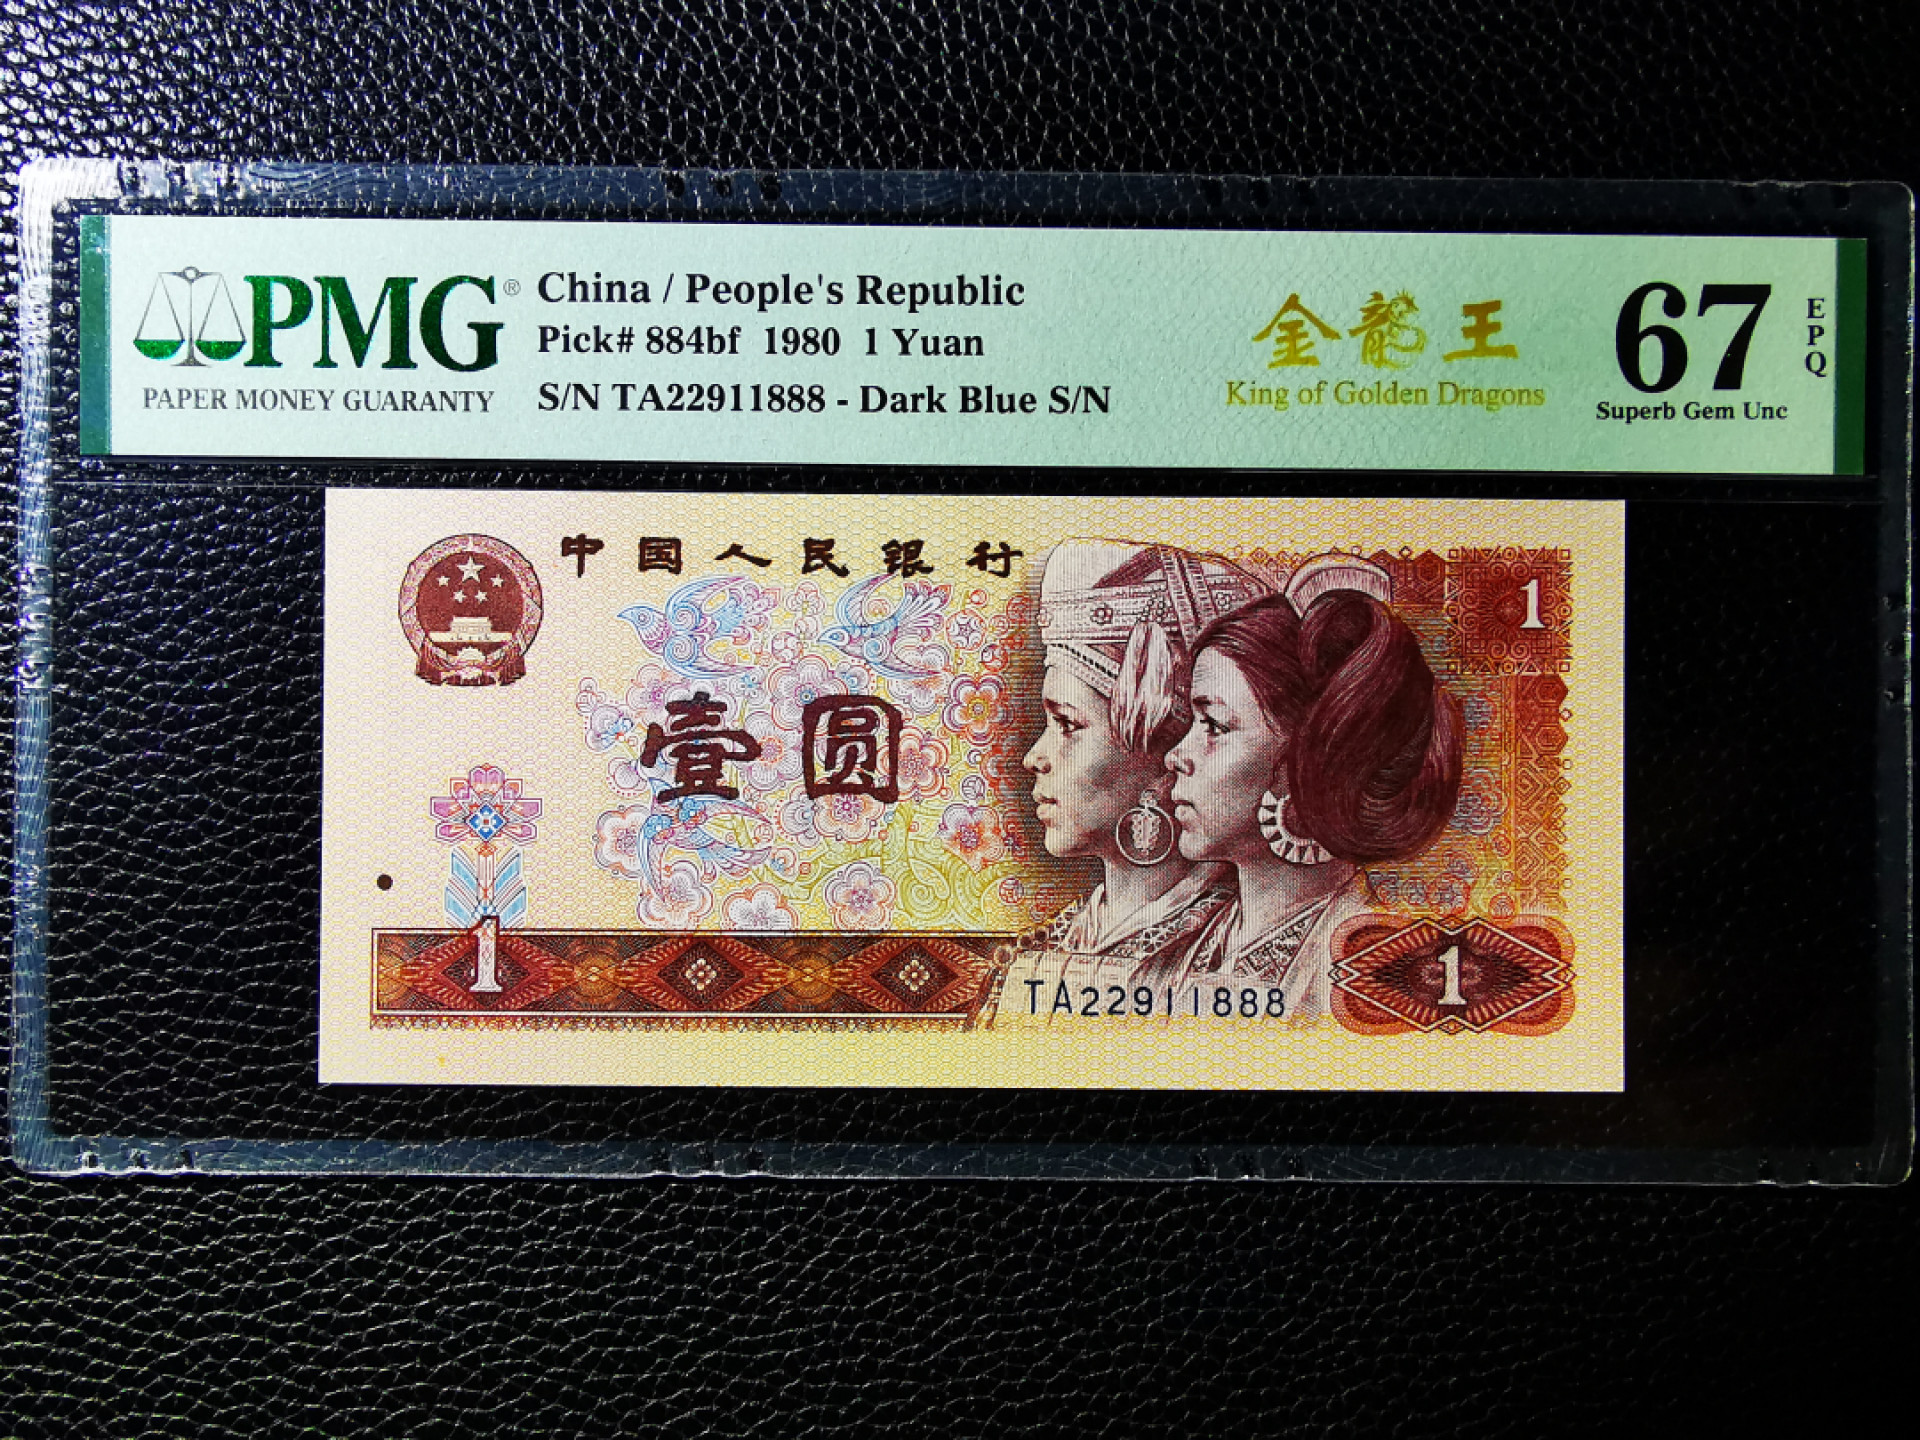 PMG®
PAPER MONEY GUARANTY
China / People's Republic
Pick# 884bf 1980 1 Yuan
S/N TA22911888 - Dark Blue S/N
金龍王
King of Golden Dragons
67
EPQ
Superb Gem Unc
中国人民银行
1
壹圆
1
TA22911888
1